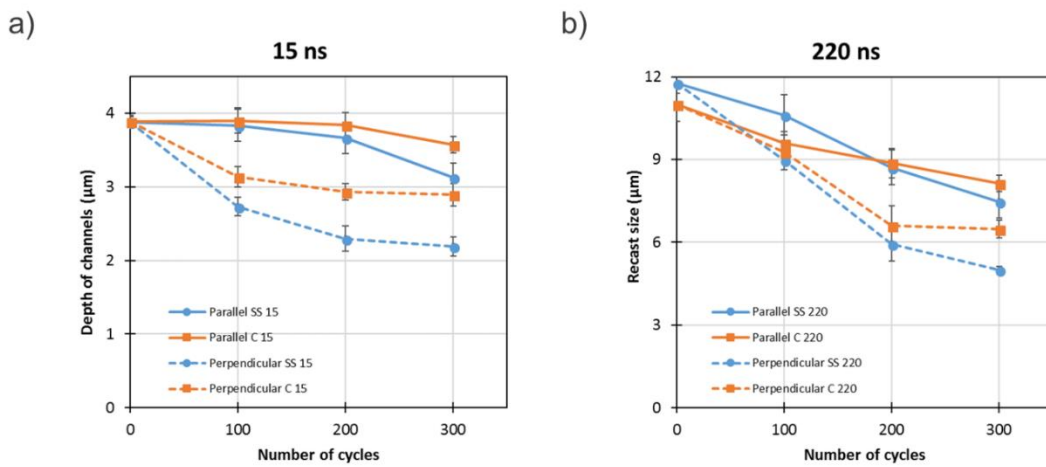 a)
15 ns
Depth of channels (μm)
4
3
2
1
0
Parallel SS 15
Parallel C 15
Perpendicular SS 15
Perpendicular C 15
0 100 200 300
Number of cycles
b)
220 ns
Recast size (μm)
12
9
6
3
0
Parallel SS 220
Parallel C 220
Perpendicular SS 220
Perpendicular C 220
0 100 200 300
Number of cycles